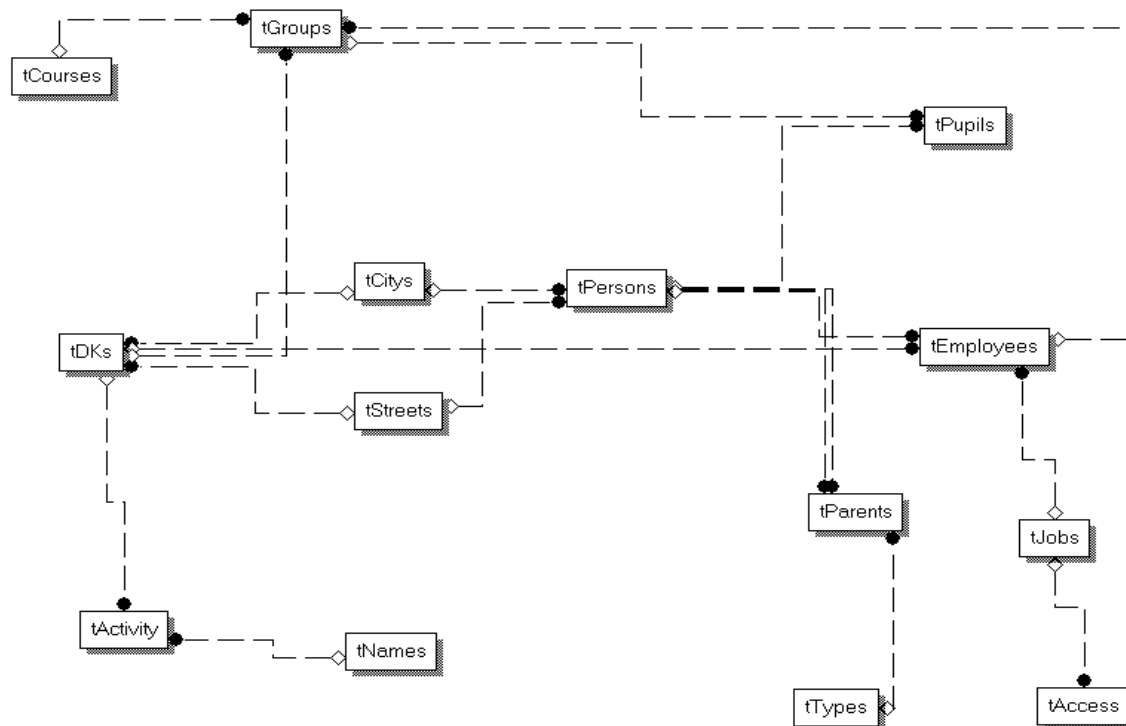 tGroups
tCourses
tPupils
tCitys
tPersons
tDKs
tEmployees
tStreets
tParents
tJobs
tActivity
tNames
tTypes
tAccess